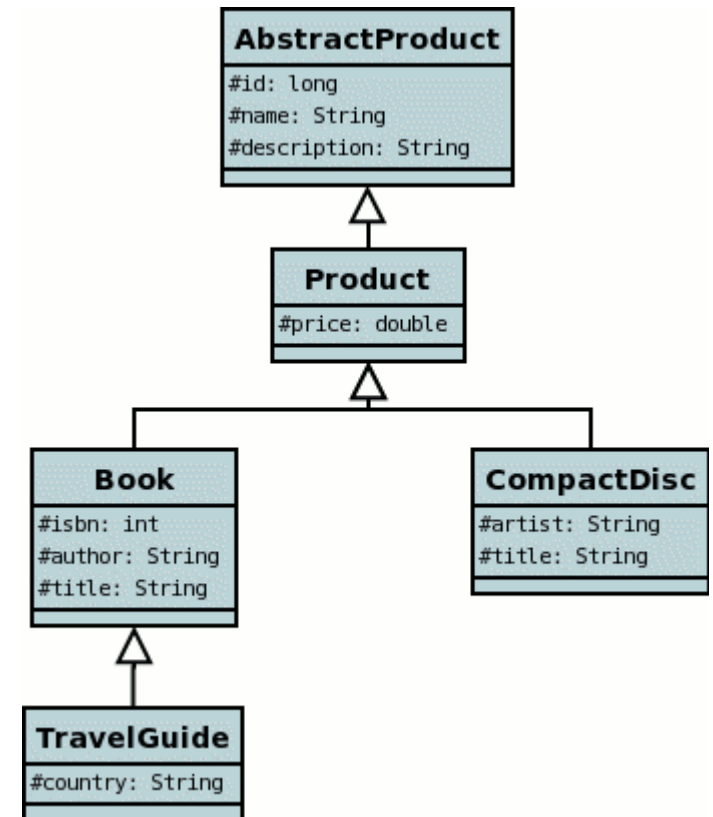 AbstractProduct
#id: long
#name: String
#description: String
Product
#price: double
Book
#isbn: int
#author: String
#title: String
CompactDisc
#artist: String
#title: String
TravelGuide
#country: String